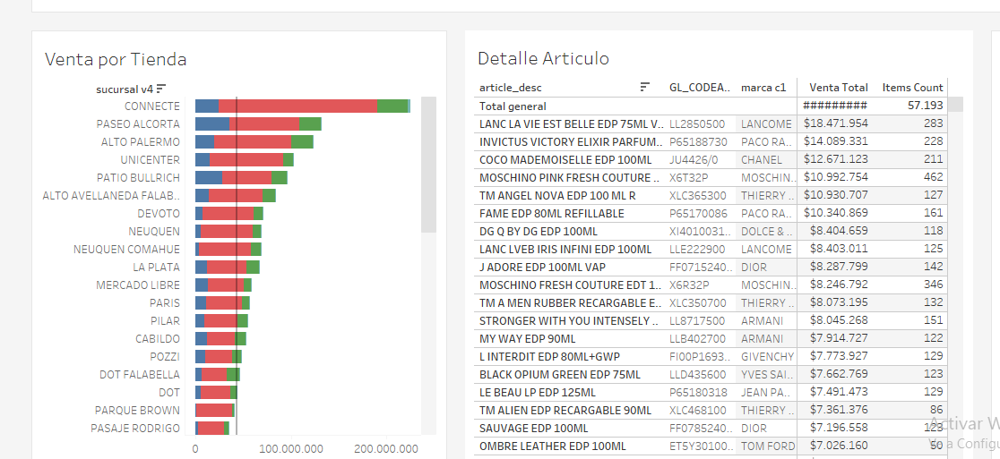 Venta por Tienda
sucursal v4
CONNECTE
PASEO ALCORTA
ALTO PALERMO
UNICENTER
PATIO BULLRICH
ALTO AVELLANEDA FALAB..
DEVOTO
NEUQUEN
NEUQUEN COMAHUE
LA PLATA
MERCADO LIBRE
PARIS
PILAR
CABILDO
POZZI
DOT FALABELLA
DOT
PARQUE BROWN
PASAJE RODRIGO
0 100.000.000 200.000.000
Detalle Articulo
article_desc GL_CODEA.. marca c1 Venta Total Items Count
Total general ######### 57.193
LANC LA VIE EST BELLE EDP 75ML V.. LL2850500 LANCOME $18.471.954 283
INVICTUS VICTORY ELIXIR PARFUM.. P65188730 PACO RA.. $14.089.331 228
COCO MADEMOISELLE EDP 100ML JU4426/0 CHANEL $12.671.123 211
MOSCHINO PINK FRESH COUTURE .. X6T32P MOSCHIN.. $10.992.754 462
TM ANGEL NOVA EDP 100 ML R XLC365300 THIERRY .. $10.930.707 127
FAME EDP 80ML REFILLABLE P65170086 PACO RA.. $10.340.869 161
DG Q BY DG EDP 100ML XI4010031.. DOLCE & .. $8.404.659 118
LANC LVEB IRIS INFINI EDP 100ML LLE222900 LANCOME $8.403.011 125
J ADORE EDP 100ML VAP FF0715240.. DIOR $8.287.799 142
MOSCHINO FRESH COUTURE EDT 1.. X6R32P MOSCHIN.. $8.246.792 346
TM A MEN RUBBER RECARGABLE E.. XLC350700 THIERRY .. $8.073.195 132
STRONGER WITH YOU INTENSELY .. LL8717500 ARMANI $8.045.268 151
MY WAY EDP 90ML LLB402700 ARMANI $7.914.727 122
L INTERDIT EDP 80ML+GWP FI00P1693.. GIVENCHY $7.773.927 129
BLACK OPIUM GREEN EDP 75ML LLD435600 YVES SAI.. $7.662.769 123
LE BEAU LP EDP 125ML P65180318 JEAN PA.. $7.491.473 129
TM ALIEN EDP RECARGABLE 90ML XLC468100 THIERRY .. $7.361.376 86
SAUVAGE EDP 100ML FF0785240.. DIOR $7.196.558 123
OMBRE LEATHER EDP 100ML ET5Y30100.. TOM FORD $7.026.160 50
Activar W
Ve a Configu